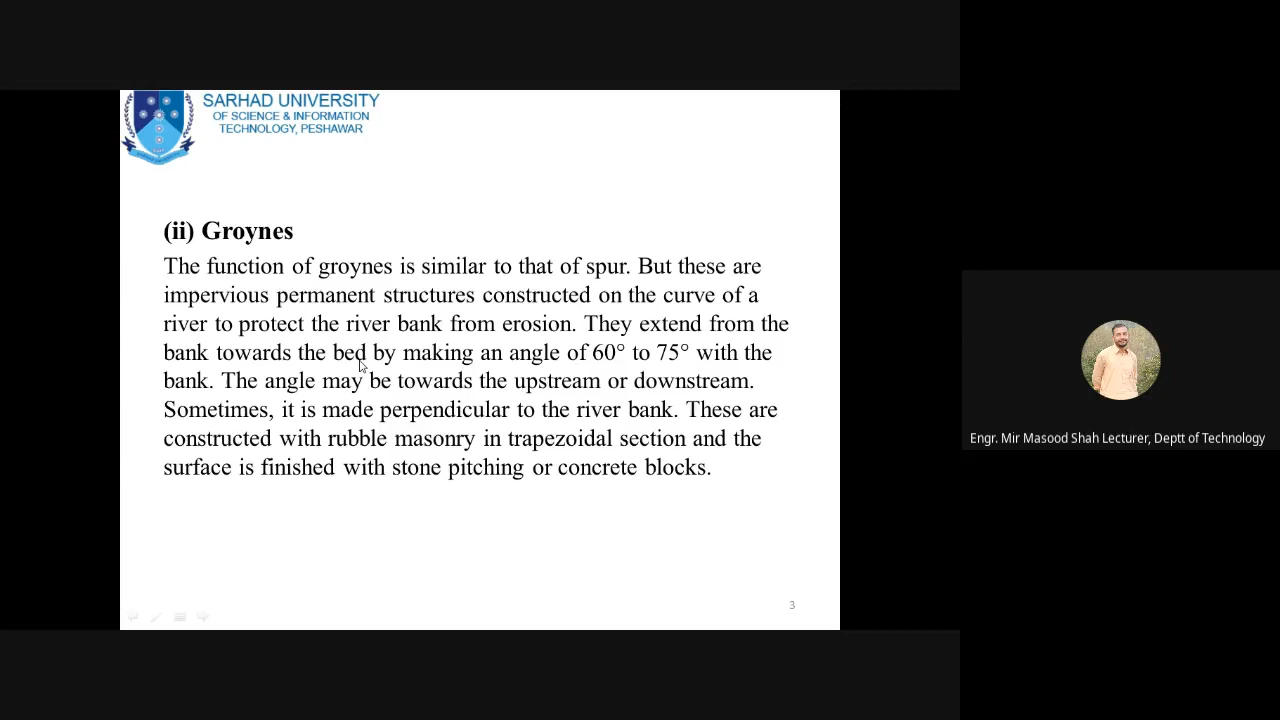 SARHAD UNIVERSITY
OF SCIENCE & INFORMATION
TECHNOLOGY, PESHAWAR
(ii) Groynes
The function of groynes is similar to that of spur. But these are
impervious permanent structures constructed on the curve of a
river to protect the river bank from erosion. They extend from the
bank towards the bed by making an angle of 60° to 75° with the
bank. The angle may be towards the upstream or downstream.
Sometimes, it is made perpendicular to the river bank. These are
constructed with rubble masonry in trapezoidal section and the
surface is finished with stone pitching or concrete blocks.
3
Engr. Mir Masood Shah Lecturer, Deptt of Technology